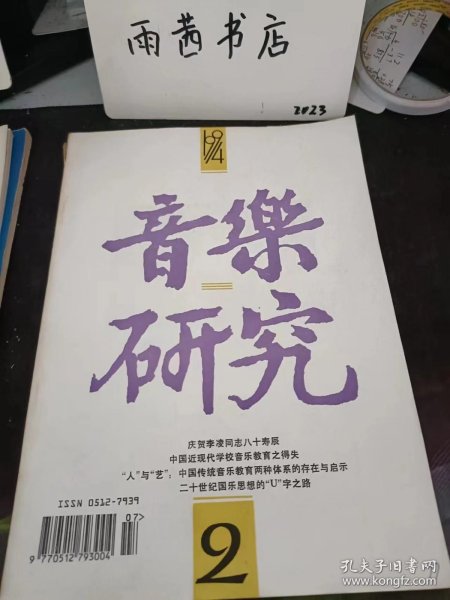 雨茜书店
2023
1994
音樂
研究
庆贺李凌同志八十寿辰
中国近现代学校音乐教育之得失
“人”与“艺”：中国传统音乐教育两种体系的存在与启示
二十世纪国乐思想的“U”字之路
ISSN 0512-7939
07>
9 770512 793004
2
孔夫子旧书网
www.kongfz.com